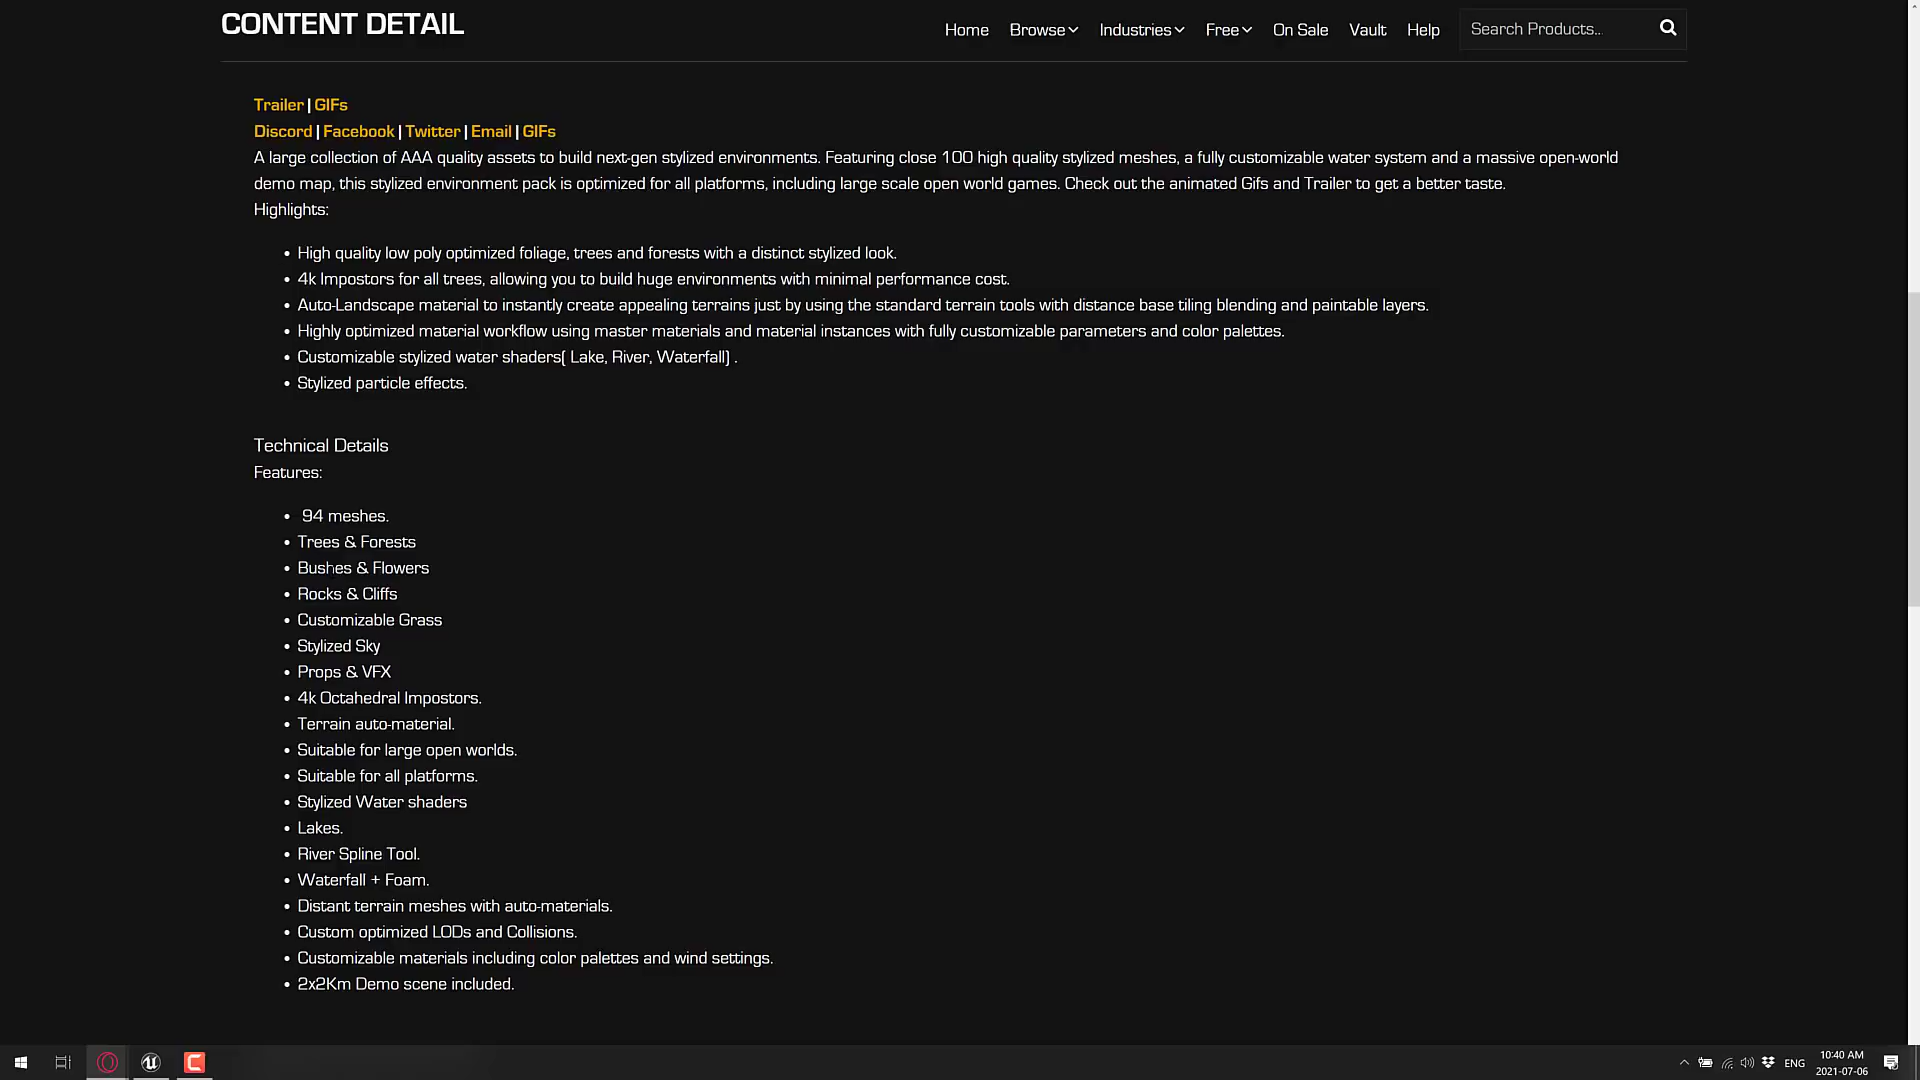 CONTENT DETAIL
Home Browse Industries Free On Sale Vault Help Search Products...
Trailer | GIFs
Discord | Facebook | Twitter | Email | GIFs
A large collection of AAA quality assets to build next-gen stylized environments. Featuring close 100 high quality stylized meshes, a fully customizable water system and a massive open-world
demo map, this stylized environment pack is optimized for all platforms, including large scale open world games. Check out the animated Gifs and Trailer to get a better taste.
Highlights:
• High quality low poly optimized foliage, trees and forests with a distinct stylized look.
• 4k Impostors for all trees, allowing you to build huge environments with minimal performance cost.
• Auto-Landscape material to instantly create appealing terrains just by using the standard terrain tools with distance base tiling blending and paintable layers.
• Highly optimized material workflow using master materials and material instances with fully customizable parameters and color palettes.
• Customizable stylized water shaders( Lake, River, Waterfall) .
• Stylized particle effects.
Technical Details
Features:
• 94 meshes.
• Trees & Forests
• Bushes & Flowers
• Rocks & Cliffs
• Customizable Grass
• Stylized Sky
• Props & VFX
• 4k Octahedral Impostors.
• Terrain auto-material.
• Suitable for large open worlds.
• Suitable for all platforms.
• Stylized Water shaders
• Lakes.
• River Spline Tool.
• Waterfall + Foam.
• Distant terrain meshes with auto-materials.
• Custom optimized LODs and Collisions.
• Customizable materials including color palettes and wind settings.
• 2x2Km Demo scene included.
ENG
10:40 AM
2021-07-06